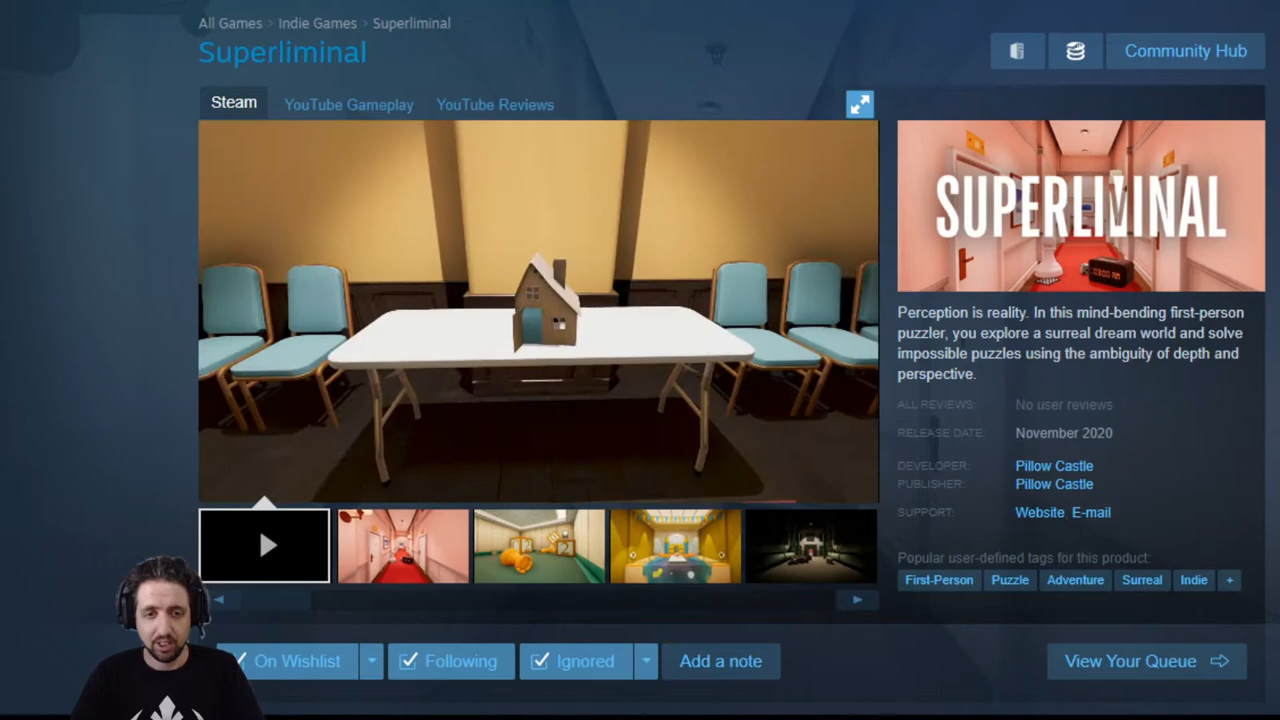 All Games > Indie Games > Superliminal
Superliminal
Community Hub
Steam
YouTube Gameplay
YouTube Reviews
SUPERLIMINAL
3:00 AM
Perception is reality. In this mind-bending first-person
puzzler, you explore a surreal dream world and solve
impossible puzzles using the ambiguity of depth and
perspective.
ALL REVIEWS: No user reviews
RELEASE DATE: November 2020
DEVELOPER: Pillow Castle
PUBLISHER: Pillow Castle
SUPPORT: Website, E-mail
Popular user-defined tags for this product:
First-Person
Puzzle
Adventure
Surreal
Indie
+
On Wishlist
Following
Ignored
Add a note
View Your Queue